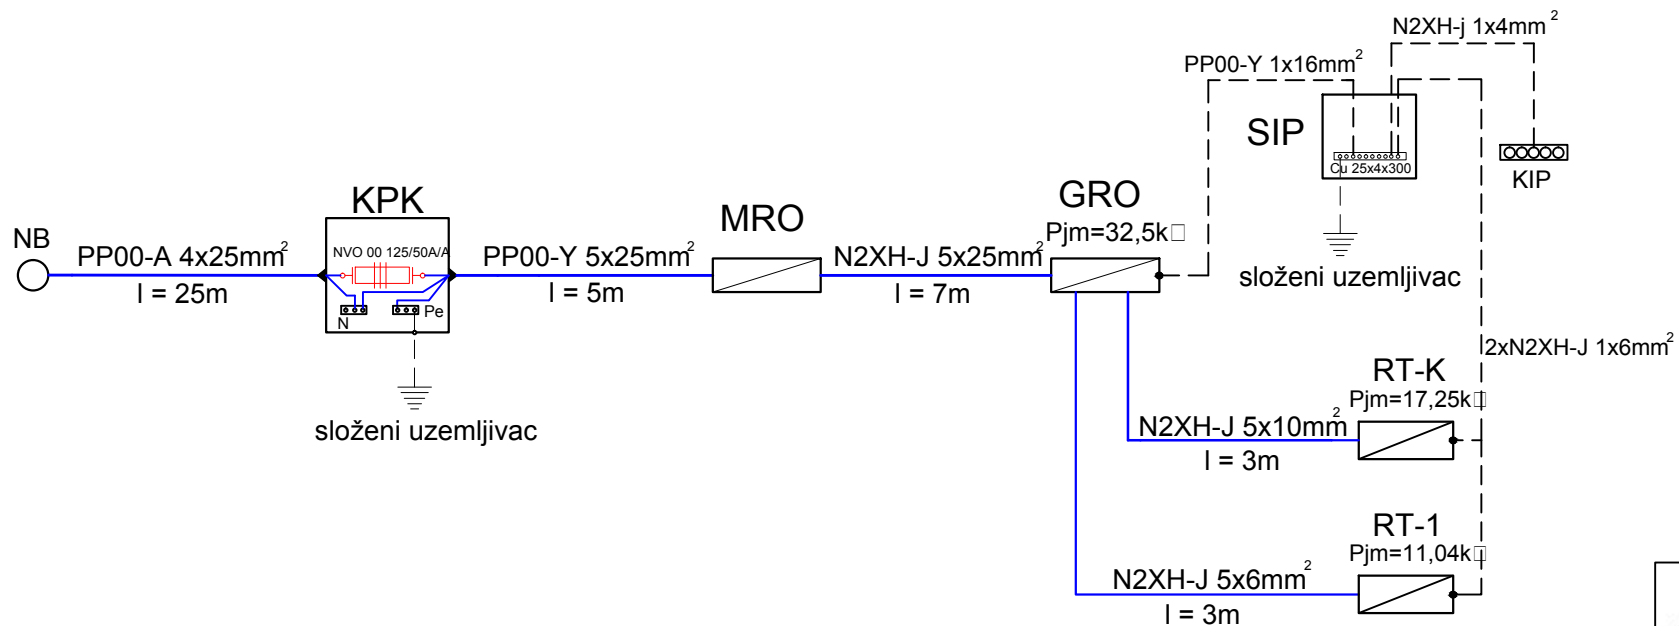 N2XH-j 1x4mm²
PP00-Y 1x16mm²
SIP
Cu 25x4x300
KIP
složeni uzemljivac
KPK
NVO 00 125/50A/A
N
Pe
složeni uzemljivac
MRO
GRO
Pjm=32,5k□
NB
PP00-A 4x25mm²
l = 25m
PP00-Y 5x25mm²
l = 5m
N2XH-J 5x25mm²
l = 7m
2xN2XH-J 1x6mm²
RT-K
Pjm=17,25k□
N2XH-J 5x10mm²
l = 3m
RT-1
Pjm=11,04k□
N2XH-J 5x6mm²
l = 3m